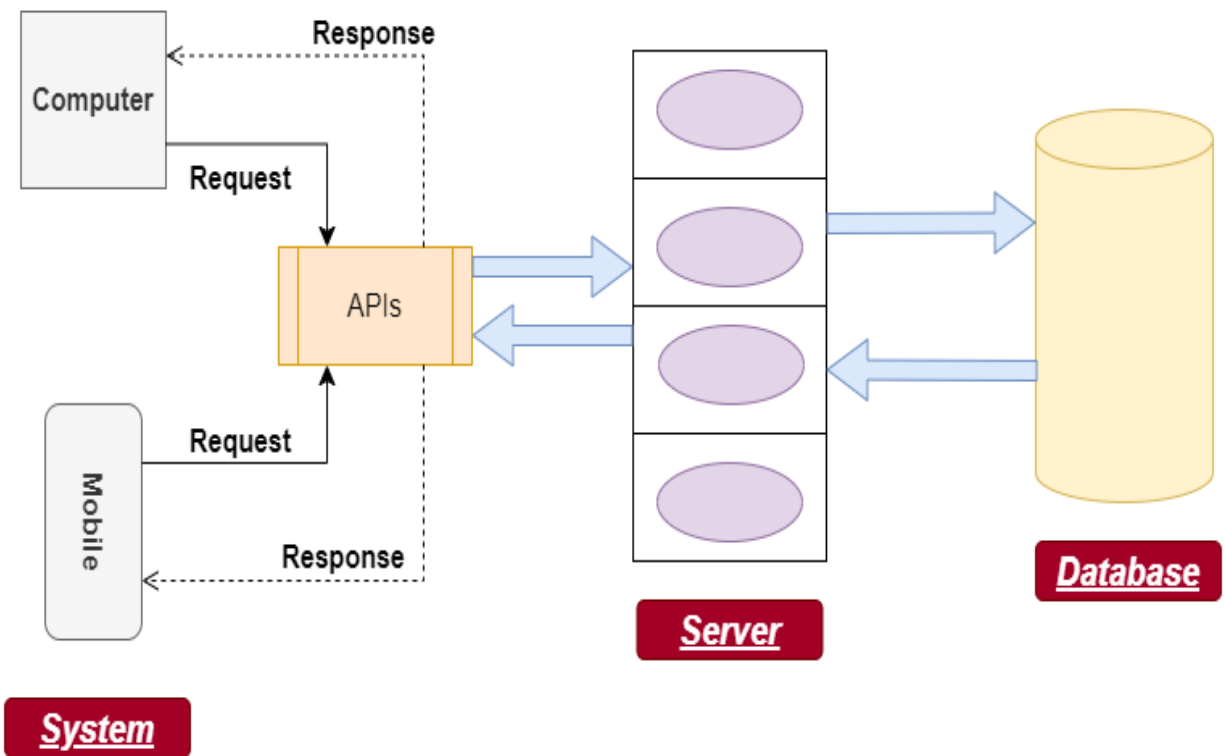 Response
Computer
Request
APIs
Request
Mobile
Response
Database
Server
System